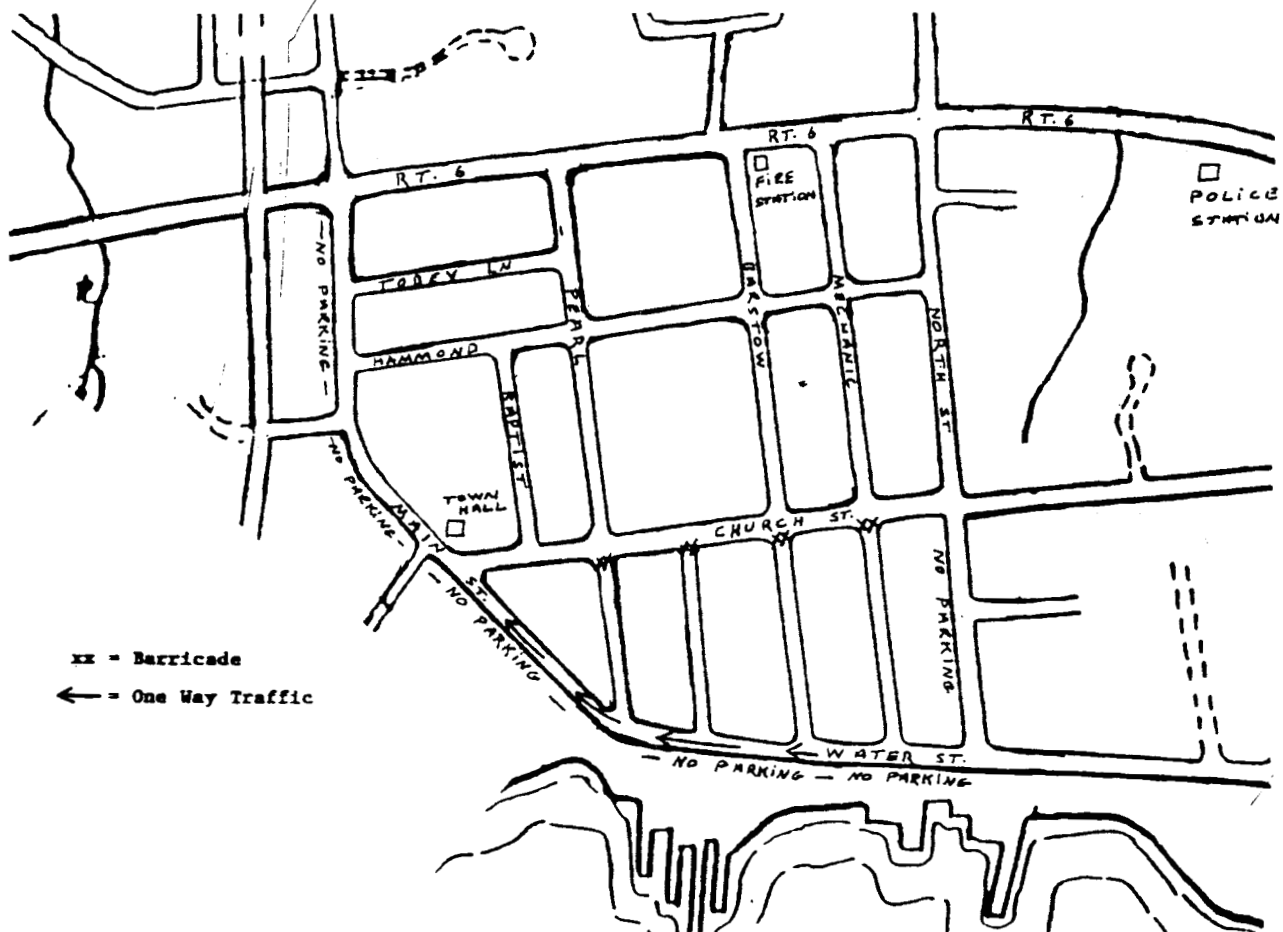 RT. 6
RT. 6
FIRE
STATION
POLICE
STATION
RT. 6
TOBEY LN
NO PARKING
PEARL
BARSTOW
MECHANIC
NORTH ST
HAMMOND
BAPTIST
NO PARKING
MAIN ST.
TOWN
HALL
CHURCH ST.
NO PARKING
NO PARKING
xx = Barricade
← = One Way Traffic
WATER ST.
NO PARKING — NO PARKING